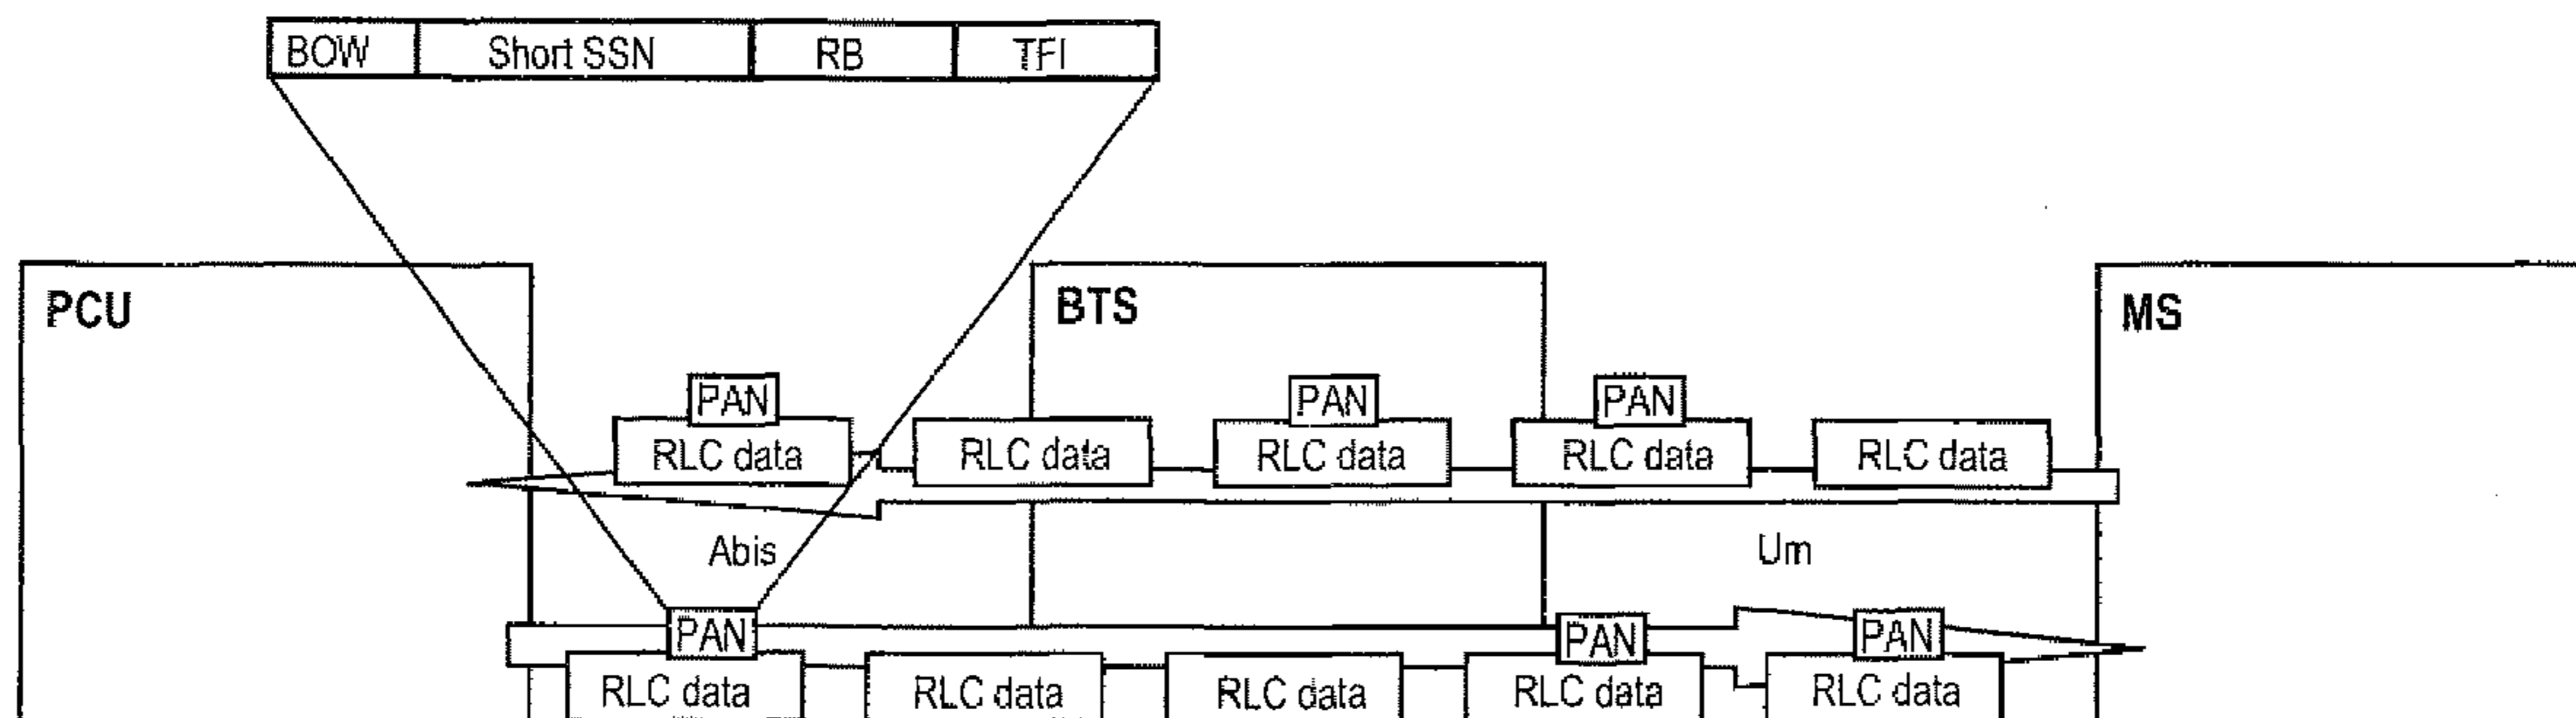 BOW Short SSN RB TFI
PCU BTS MS
PAN PAN PAN
RLC data RLC data RLC data RLC data RLC data
Abis Um
PAN PAN PAN
RLC data RLC data RLC data RLC data RLC data